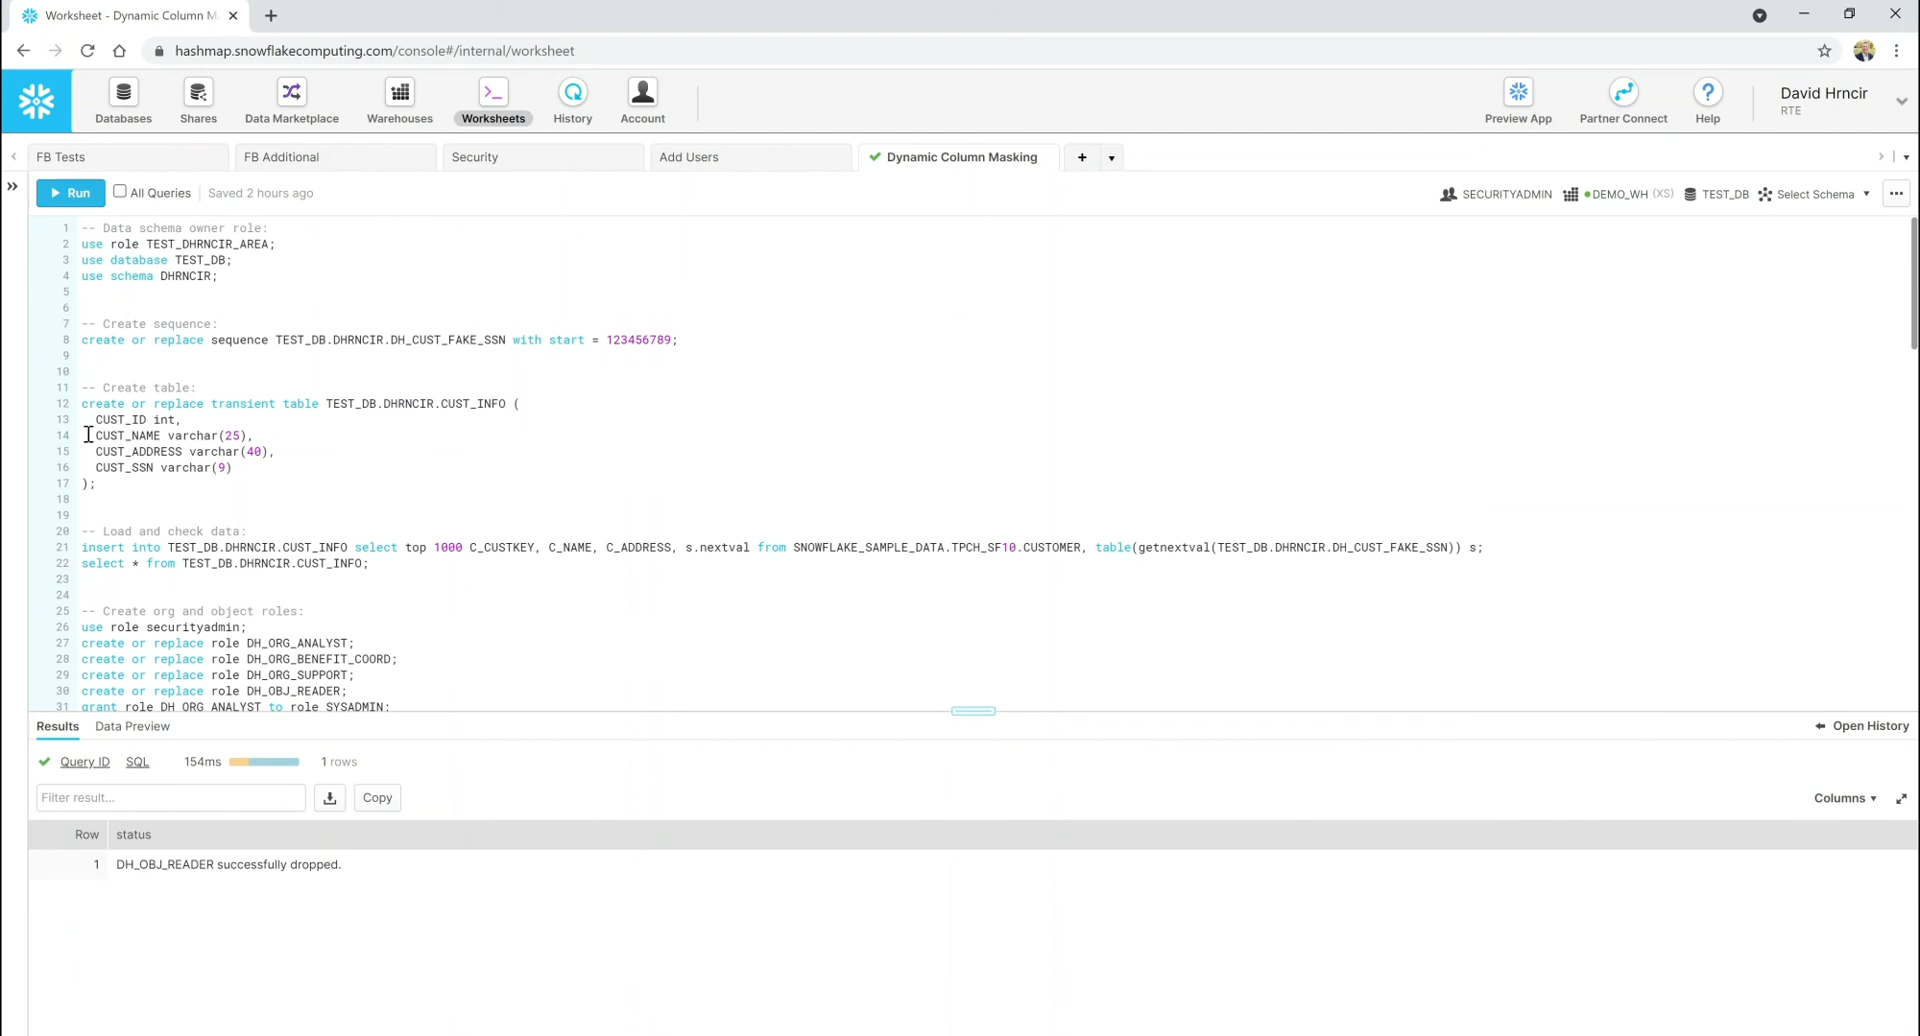 Worksheet - Dynamic Column M
hashmap.snowflakecomputing.com/console#/internal/worksheet
Databases
Shares
Data Marketplace
Warehouses
Worksheets
History
Account
Preview App
Partner Connect
Help
David Hrncir
RTE
FB Tests
FB Additional
Security
Add Users
Dynamic Column Masking
Run
All Queries
Saved 2 hours ago
SECURITYADMIN
DEMO_WH (XS)
TEST_DB
Select Schema
1 -- Data schema owner role:
2 use role TEST_DHRNCIR_AREA;
3 use database TEST_DB;
4 use schema DHRNCIR;
5
6
7 -- Create sequence:
8 create or replace sequence TEST_DB.DHRNCIR.DH_CUST_FAKE_SSN with start = 123456789;
9
10
11 -- Create table:
12 create or replace transient table TEST_DB.DHRNCIR.CUST_INFO (
13 CUST_ID int,
14 CUST_NAME varchar(25),
15 CUST_ADDRESS varchar(40),
16 CUST_SSN varchar(9)
17 );
18
19
20 -- Load and check data:
21 insert into TEST_DB.DHRNCIR.CUST_INFO select top 1000 C_CUSTKEY, C_NAME, C_ADDRESS, s.nextval from SNOWFLAKE_SAMPLE_DATA.TPCH_SF10.CUSTOMER, table(getnextval(TEST_DB.DHRNCIR.DH_CUST_FAKE_SSN)) s;
22 select * from TEST_DB.DHRNCIR.CUST_INFO;
23
24
25 -- Create org and object roles:
26 use role securityadmin;
27 create or replace role DH_ORG_ANALYST;
28 create or replace role DH_ORG_BENEFIT_COORD;
29 create or replace role DH_ORG_SUPPORT;
30 create or replace role DH_OBJ_READER;
31 grant role DH_ORG_ANALYST to role SYSADMIN;
Results
Data Preview
Open History
Query ID
SQL
154ms
1 rows
Filter result...
Copy
Columns
Row status
1 DH_OBJ_READER successfully dropped.